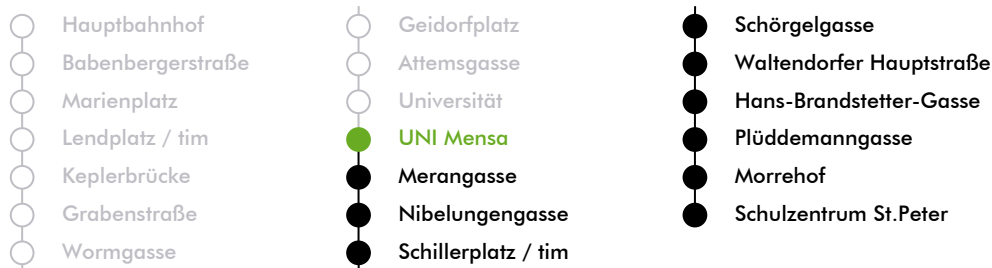 Hauptbahnhof
Babenbergerstraße
Marienplatz
Lendplatz / tim
Keplerbrücke
Grabenstraße
Wormgasse
Geidorfplatz
Attemsgasse
Universität
UNI Mensa
Merangasse
Nibelungengasse
Schillerplatz / tim
Schörgelgasse
Waltendorfer Hauptstraße
Hans-Brandstetter-Gasse
Plüddemanngasse
Morrehof
Schulzentrum St.Peter